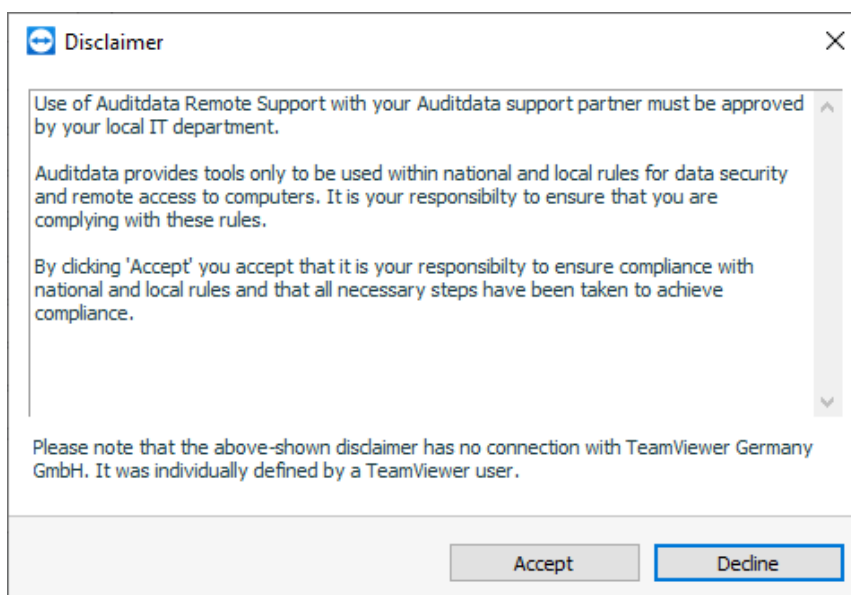 Disclaimer
Use of Auditdata Remote Support with your Auditdata support partner must be approved
by your local IT department.
Auditdata provides tools only to be used within national and local rules for data security
and remote access to computers. It is your responsibilty to ensure that you are
complying with these rules.
By clicking 'Accept' you accept that it is your responsibilty to ensure compliance with
national and local rules and that all necessary steps have been taken to achieve
compliance.
Please note that the above-shown disclaimer has no connection with TeamViewer Germany
GmbH. It was individually defined by a TeamViewer user.
Accept
Decline